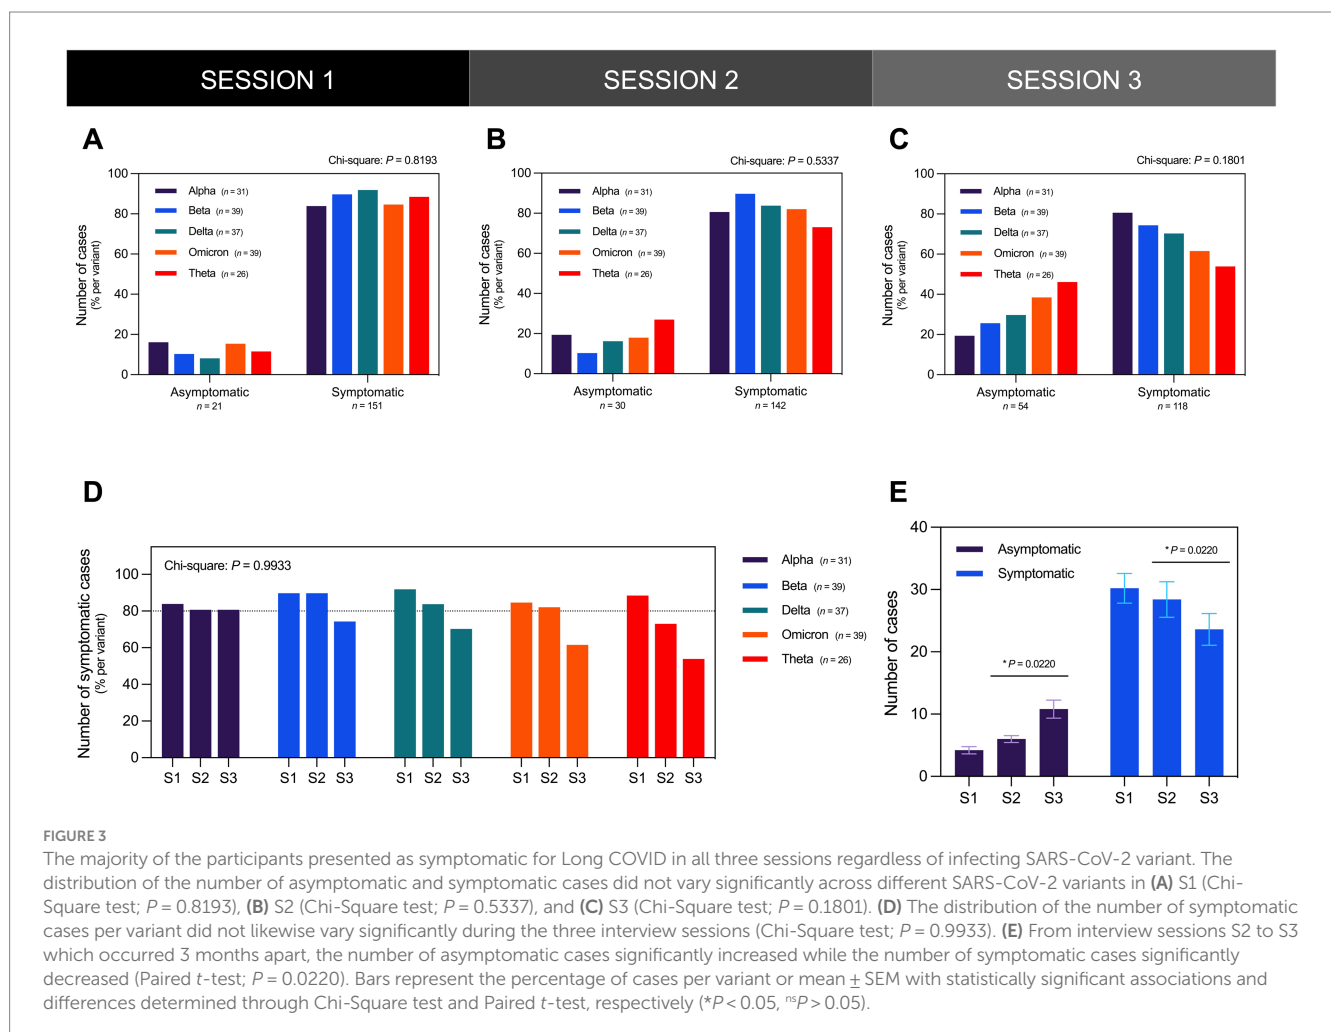 SESSION 1
SESSION 2
SESSION 3
A
Chi-square: P = 0.8193
Number of cases
(% per variant)
100
80
60
40
20
0
Alpha (n = 31)
Beta (n = 39)
Delta (n = 37)
Omicron (n = 39)
Theta (n = 26)
Asymptomatic
n = 21
Symptomatic
n = 151
B
Chi-square: P = 0.5337
Number of cases
(% per variant)
100
80
60
40
20
0
Alpha (n = 31)
Beta (n = 39)
Delta (n = 37)
Omicron (n = 39)
Theta (n = 26)
Asymptomatic
n = 30
Symptomatic
n = 142
C
Chi-square: P = 0.1801
Number of cases
(% per variant)
100
80
60
40
20
0
Alpha (n = 31)
Beta (n = 39)
Delta (n = 37)
Omicron (n = 39)
Theta (n = 26)
Asymptomatic
n = 54
Symptomatic
n = 118
D
Number of symptomatic cases
(% per variant)
100
80
60
40
20
0
Chi-square: P = 0.9933
S1 S2 S3
S1 S2 S3
S1 S2 S3
S1 S2 S3
S1 S2 S3
Alpha (n = 31)
Beta (n = 39)
Delta (n = 37)
Omicron (n = 39)
Theta (n = 26)
E
Number of cases
40
30
20
10
0
Asymptomatic
Symptomatic
* P = 0.0220
* P = 0.0220
S1 S2 S3
S1 S2 S3
FIGURE 3
The majority of the participants presented as symptomatic for Long COVID in all three sessions regardless of infecting SARS-CoV-2 variant. The
distribution of the number of asymptomatic and symptomatic cases did not vary significantly across different SARS-CoV-2 variants in (A) S1 (Chi-
Square test; P = 0.8193), (B) S2 (Chi-Square test; P = 0.5337), and (C) S3 (Chi-Square test; P = 0.1801). (D) The distribution of the number of symptomatic
cases per variant did not likewise vary significantly during the three interview sessions (Chi-Square test; P = 0.9933). (E) From interview sessions S2 to S3
which occurred 3 months apart, the number of asymptomatic cases significantly increased while the number of symptomatic cases significantly
decreased (Paired t-test; P = 0.0220). Bars represent the percentage of cases per variant or mean ± SEM with statistically significant associations and
differences determined through Chi-Square test and Paired t-test, respectively (*P < 0.05, nsP > 0.05).